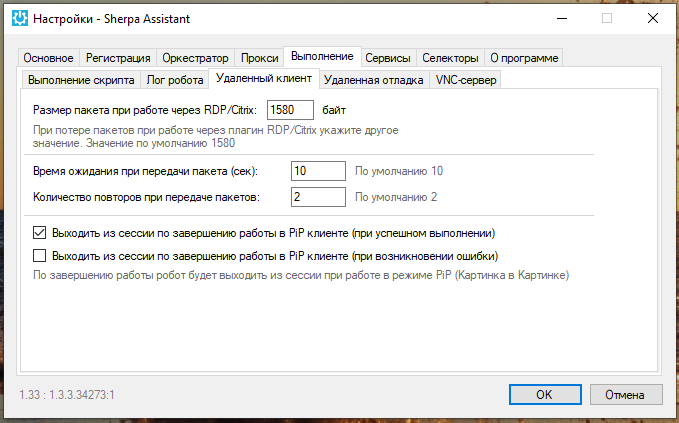 Настройки - Sherpa Assistant
Основное Регистрация Оркестратор Прокси Выполнение Сервисы Селекторы О программе
Выполнение скрипта Лог робота Удаленный клиент Удаленная отладка VNC-сервер
Размер пакета при работе через RDP/Citrix: 1580 байт
При потере пакетов при работе через плагин RDP/Citrix укажите другое
значение. Значение по умолчанию 1580
Время ожидания при передачи пакета (сек): 10 По умолчанию 10
Количество повторов при передаче пакетов: 2 По умолчанию 2
Выходить из сессии по завершению работы в PiP клиенте (при успешном выполнении)
Выходить из сессии по завершению работы в PiP клиенте (при возникновении ошибки)
По завершению работы робот будет выходить из сессии при работе в режиме PiP (Картинка в Картинке)
1.33 : 1.3.3.34273:1 OK Отмена